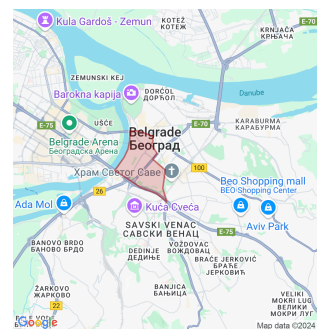 Kula Gardoš - Zemun
КОТЕЖ
КОТЕЖ
KRNJAČA
КРЊАЧА
ZEMUNSKI KEJ
Barokna kapija
DORĆOL
ДОРЋОЛ
E-70
Danube
E-75
UŠĆE
Belgrade Arena
Београдска Арена
Belgrade
Београд
KARABURMA
КАРАБУРМА
100
Храм Светог Саве
Beo Shopping mall
BEO Shopping Center
26
Ada Mol
Kuća Cveća
Aviv Park
E-75
SAVSKI VENAC
САВСКИ ВЕНАЦ
BANOVO BRDO
БАНОВО БРДО
DEDINJE
ДЕДИЊЕ
VOŽDOVAC
ВОЖДОВАЦ
BRAĆE JERKOVIĆ
БРАЋЕ
ЈЕРКОВИЋ
ŽARKOVO
ЖАРКОВО
BANJICA
БАЊИЦА
VELIKI
MOKRI LUG
ВЕЛИКИ
МОКРИ ЛУГ
22
Google
Map data ©2024